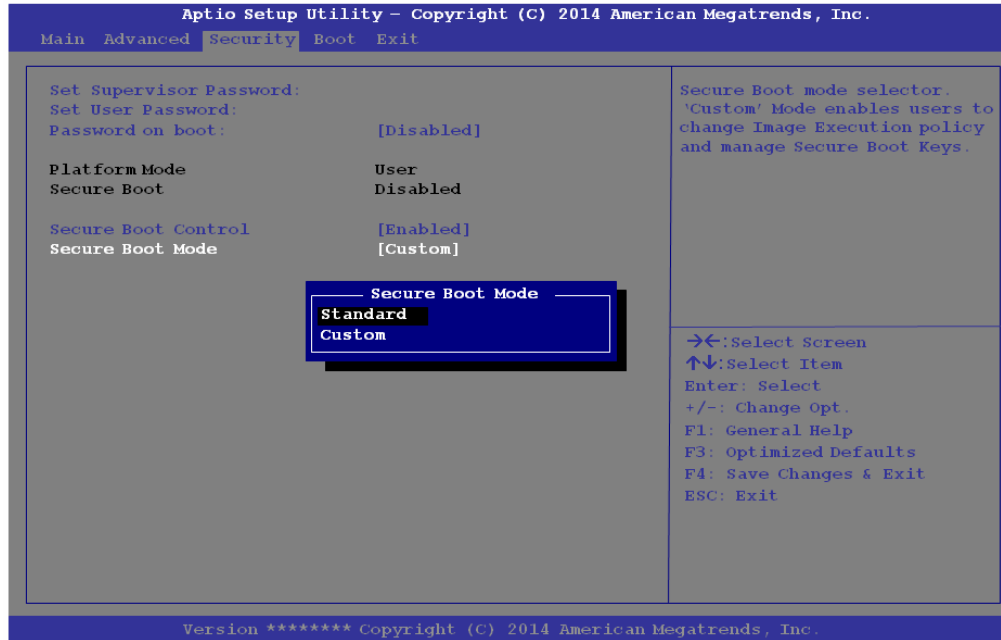 Aptio Setup Utility – Copyright (C) 2014 American Megatrends, Inc.
Main Advanced Security Boot Exit
Set Supervisor Password:
Set User Password:
Password on boot: [Disabled]
Platform Mode User
Secure Boot Disabled
Secure Boot Control [Enabled]
Secure Boot Mode [Custom]
Secure Boot Mode
Standard
Custom
Secure Boot mode selector.
‘Custom’ Mode enables users to
change Image Execution policy
and manage Secure Boot Keys.
→←:Select Screen
↑↓:Select Item
Enter: Select
+/-: Change Opt.
F1: General Help
F3: Optimized Defaults
F4: Save Changes & Exit
ESC: Exit
Version ******** Copyright (C) 2014 American Megatrends, Inc.